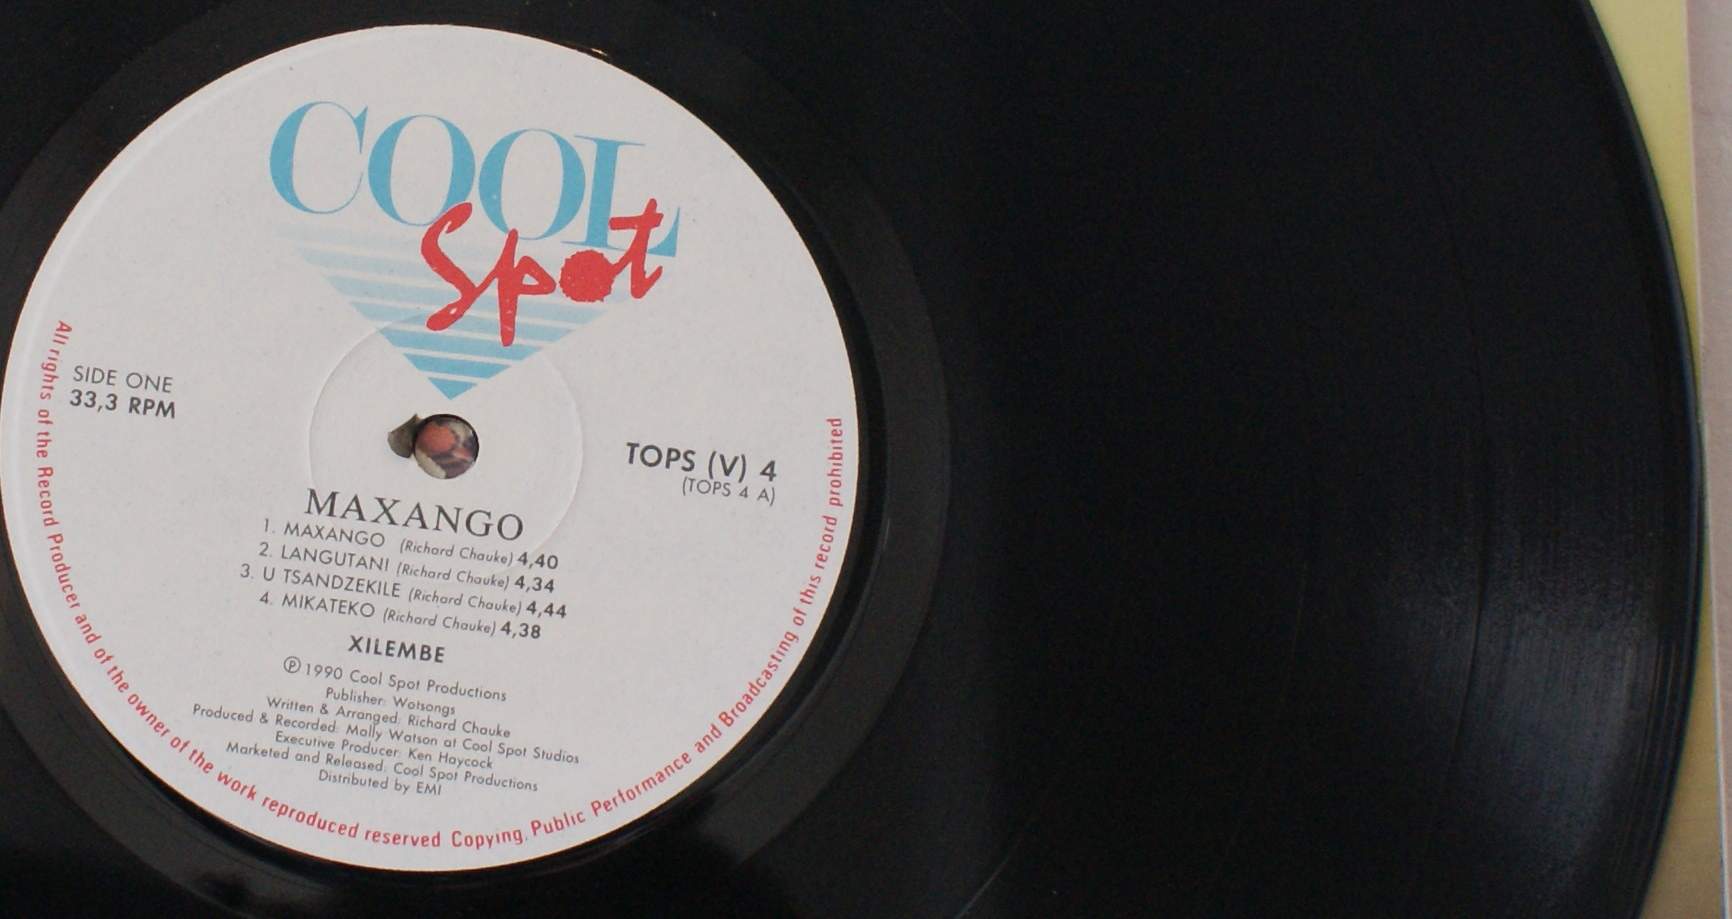 COOL
Spot
SIDE ONE
33,3 RPM
TOPS (V) 4
(TOPS 4 A)
MAXANGO
1. MAXANGO (Richard Chauke) 4,40
2. LANGUTANI (Richard Chauke) 4,34
3. U TSANDZEKILE (Richard Chauke) 4,44
4. MIKATEKO (Richard Chauke) 4,38
XILEMBE
℗ 1990 Cool Spot Productions
Publisher: Watsongs
Written & Arranged: Richard Chauke
Produced & Recorded: Mally Watson at Cool Spot Studios
Executive Producer: Ken Haycock
Marketed and Released: Cool Spot Productions
Distributed by EMI
All rights of the Record Producer and of the owner of the work reproduced reserved Copying, Public Performance and Broadcasting of this record prohibited